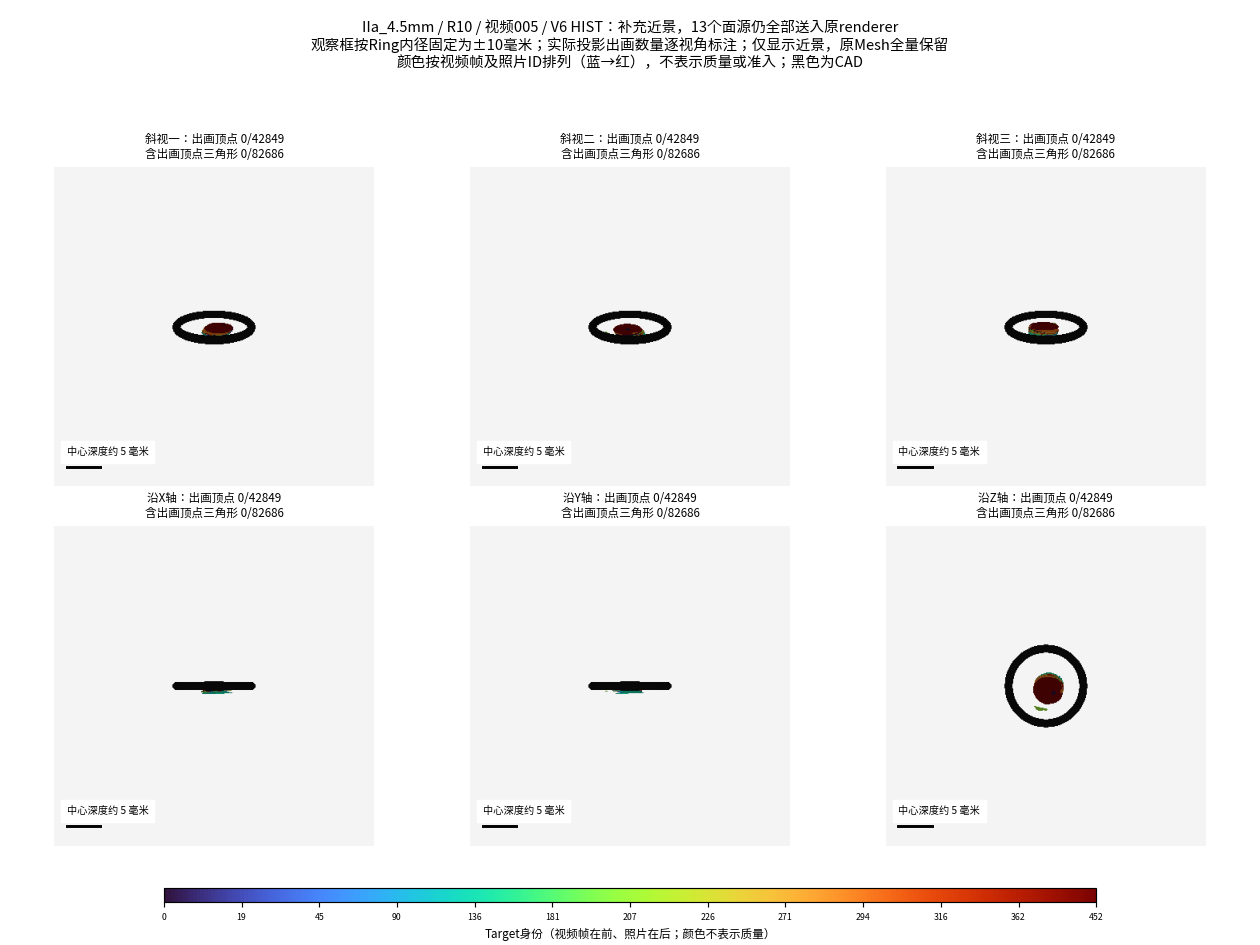 IIa_4.5mm / R10 / 视频005 / V6 HIST：补充近景，13个面源仍全部送入原renderer
观察框按Ring内径固定为±10毫米；实际投影出画数量逐视角标注；仅显示近景，原Mesh全量保留
颜色按视频帧及照片ID排列（蓝→红），不表示质量或准入；黑色为CAD
斜视一：出画顶点 0/42849
含出画顶点三角形 0/82686
斜视二：出画顶点 0/42849
含出画顶点三角形 0/82686
斜视三：出画顶点 0/42849
含出画顶点三角形 0/82686
中心深度约 5 毫米
中心深度约 5 毫米
中心深度约 5 毫米
沿X轴：出画顶点 0/42849
含出画顶点三角形 0/82686
沿Y轴：出画顶点 0/42849
含出画顶点三角形 0/82686
沿Z轴：出画顶点 0/42849
含出画顶点三角形 0/82686
中心深度约 5 毫米
中心深度约 5 毫米
中心深度约 5 毫米
0 19 45 90 136 181 207 226 271 294 316 362 452
Target身份（视频帧在前、照片在后；颜色不表示质量）